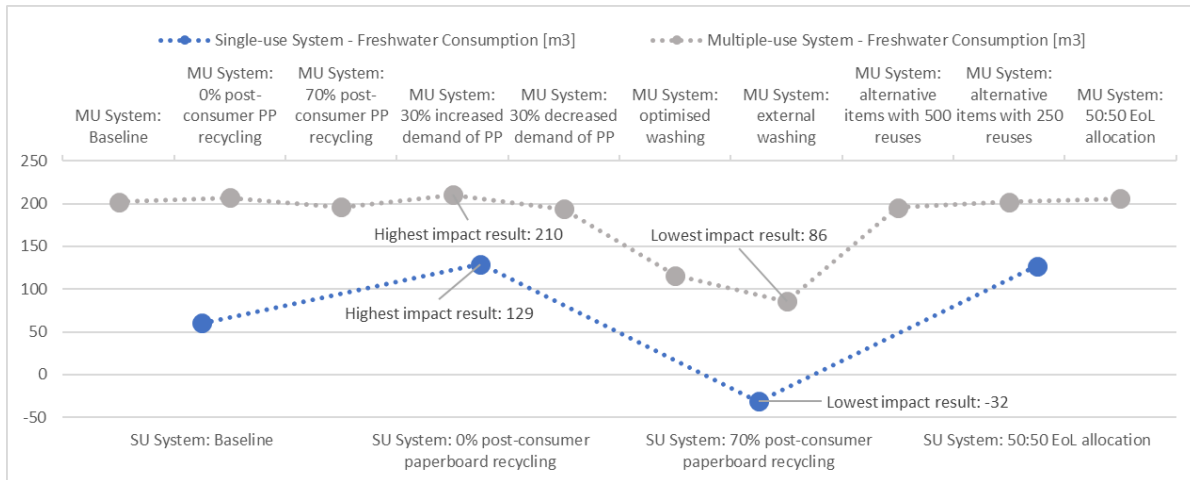 Single-use System - Freshwater Consumption [m3]
Multiple-use System - Freshwater Consumption [m3]
MU System:
Baseline
MU System:
0% post-
consumer PP
recycling
MU System:
70% post-
consumer PP
recycling
MU System:
30% increased
demand of PP
MU System:
30% decreased
demand of PP
MU System:
optimised
washing
MU System:
external
washing
MU System:
alternative
items with 500
reuses
MU System:
alternative
items with 250
reuses
MU System:
50:50 EoL
allocation
250
200
150
100
50
0
-50
Highest impact result: 210
Lowest impact result: 86
Highest impact result: 129
Lowest impact result: -32
SU System: Baseline
SU System: 0% post-consumer
paperboard recycling
SU System: 70% post-consumer
paperboard recycling
SU System: 50:50 EoL allocation